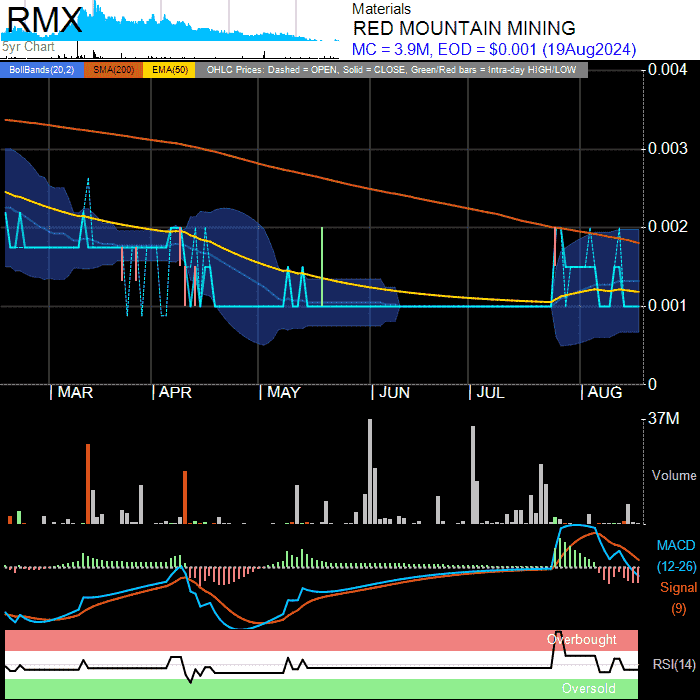 RMX
5yr Chart
Materials
RED MOUNTAIN MINING
MC = 3.9M, EOD = $0.001 (19Aug2024)
BollBands(20,2) SMA(200) EMA(50) OHLC Prices: Dashed = OPEN, Solid = CLOSE, Green/Red bars = Intra-day HIGH/LOW
0.004
0.003
0.002
0.001
0
MAR APR MAY JUN JUL AUG
37M
Volume
MACD
(12-26)
Signal
(9)
Overbought
RSI(14)
Oversold